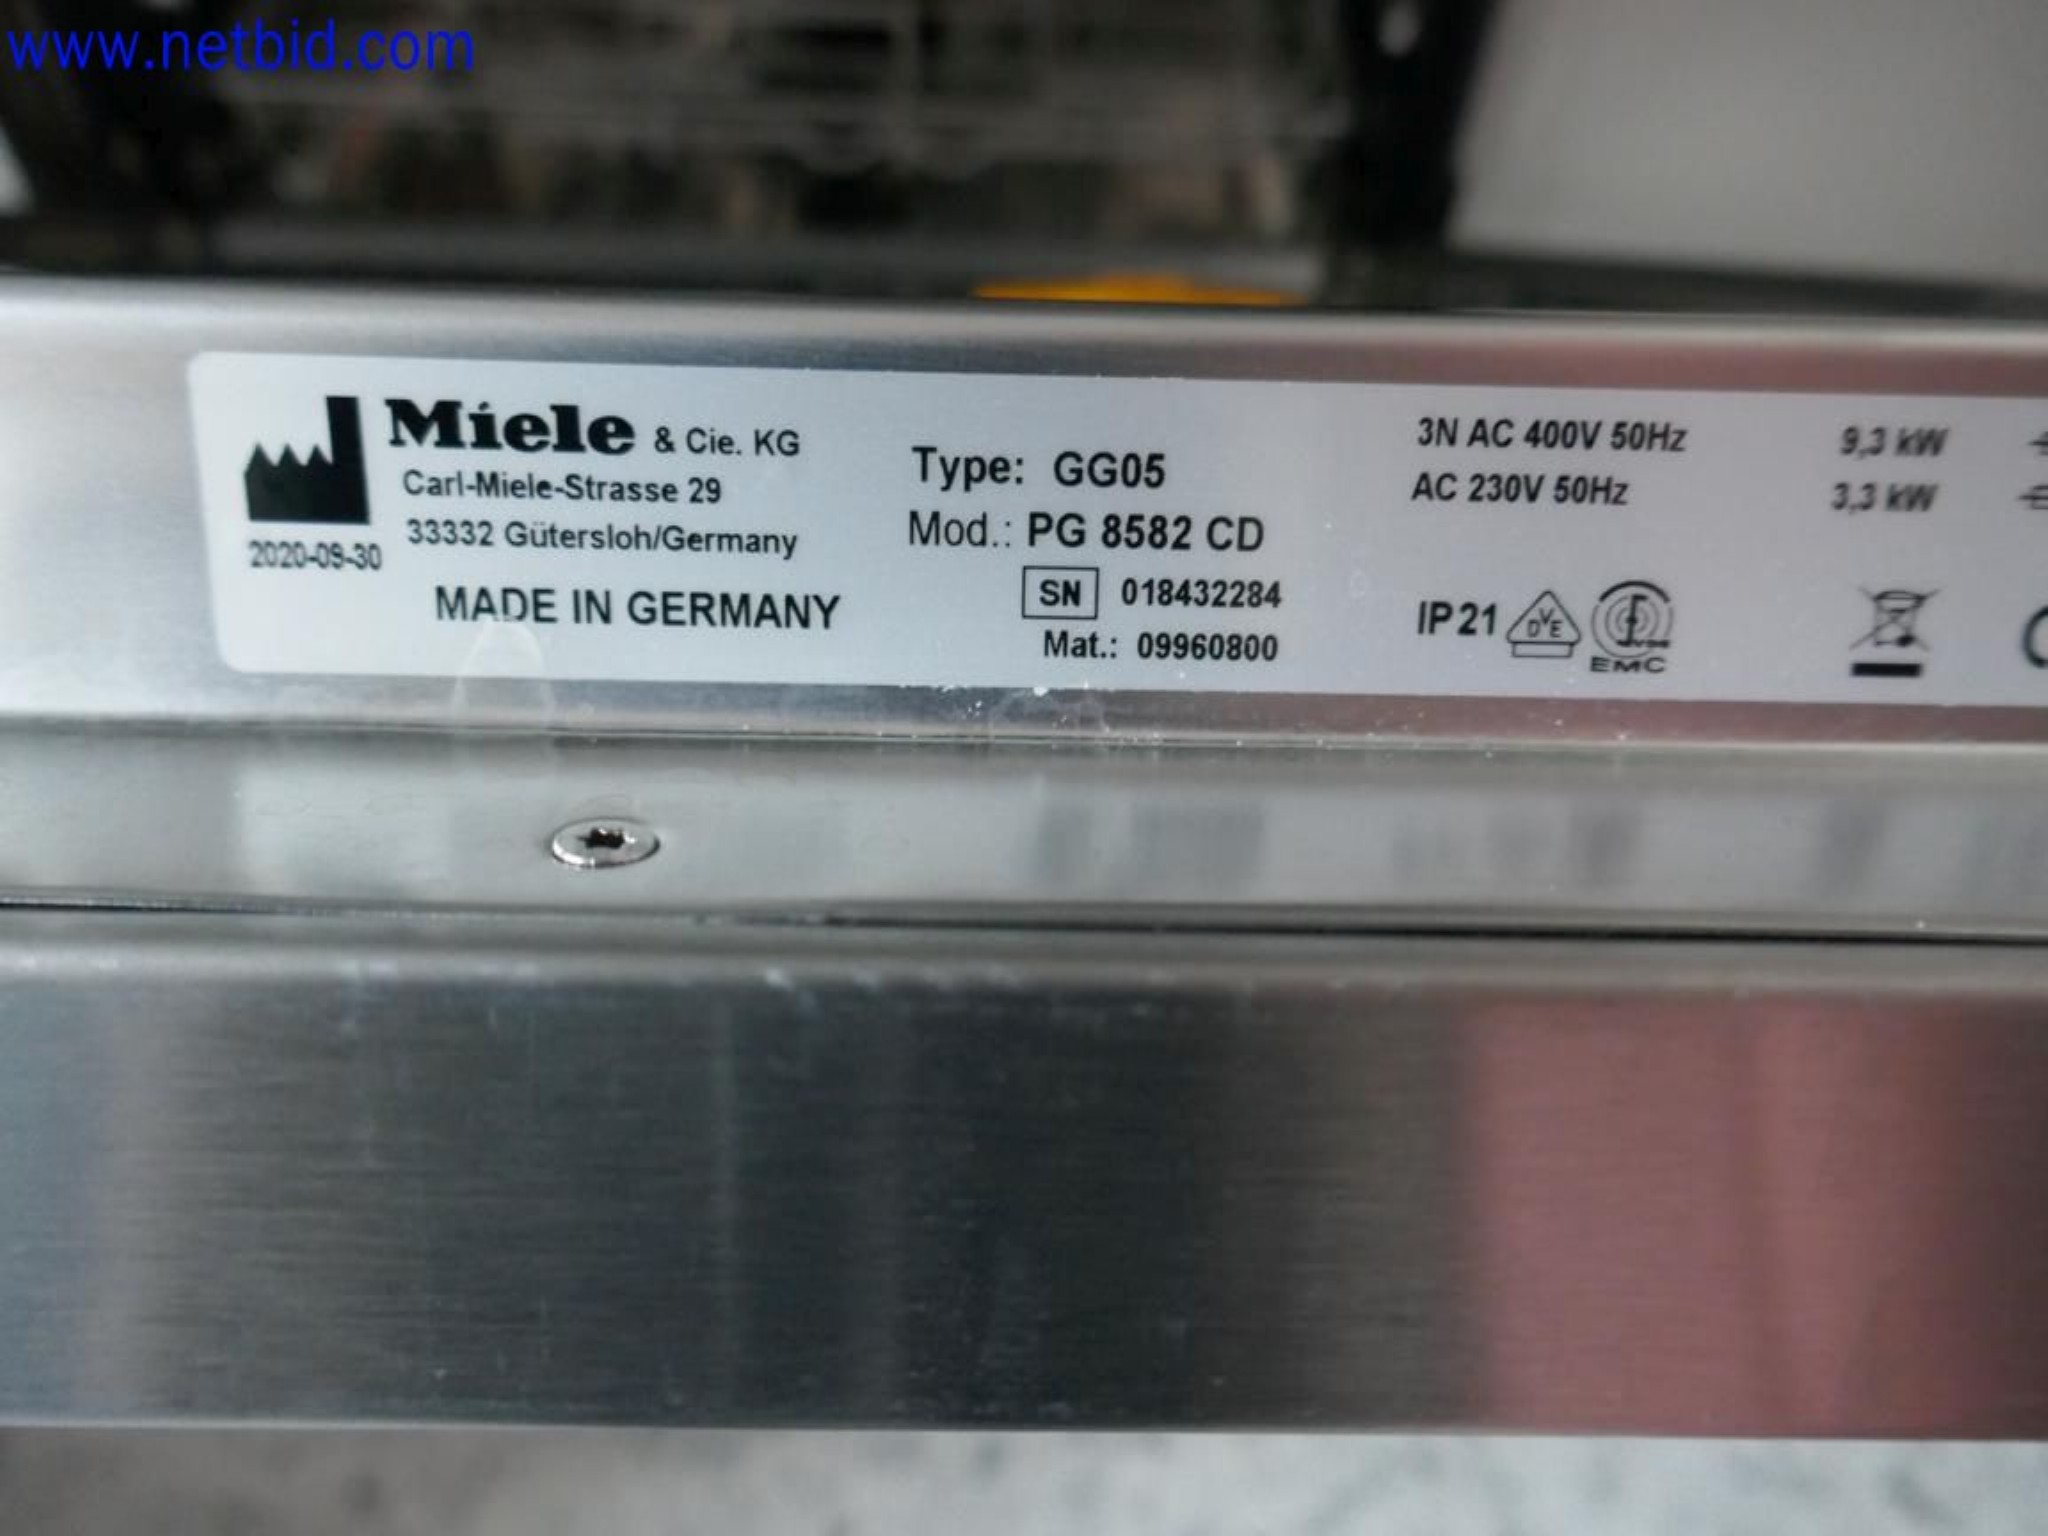 www.netbid.com
Miele & Cie. KG
Carl-Miele-Strasse 29
33332 Gütersloh/Germany
2020-09-30
MADE IN GERMANY
Type: GG05
Mod.: PG 8582 CD
SN 018432284
Mat.: 09960800
3N AC 400V 50Hz 9,3 kW
AC 230V 50Hz 3,3 kW
IP21 DVE EMC